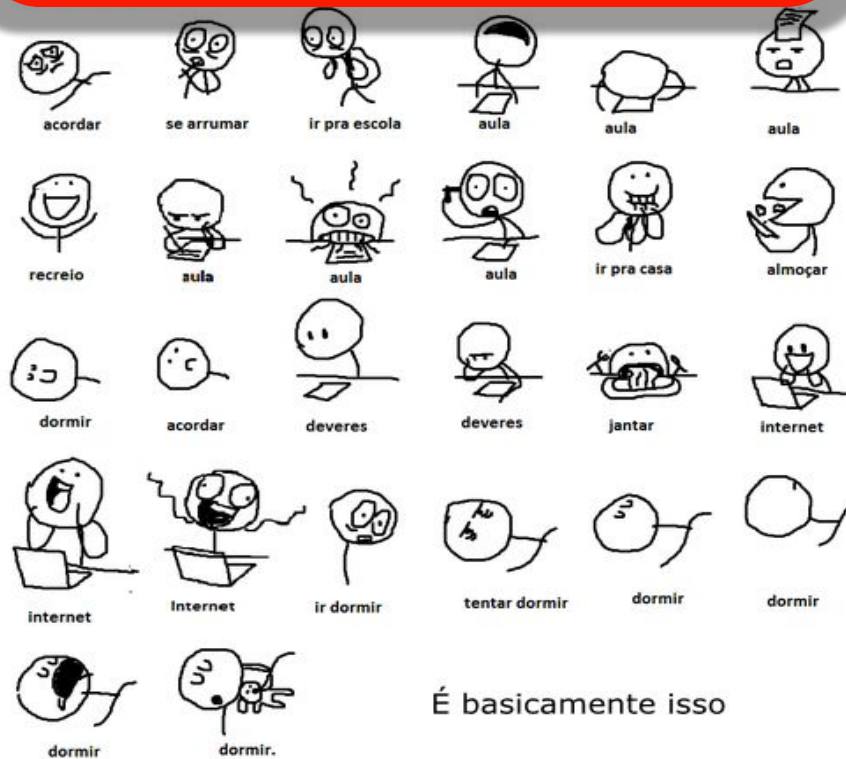 acordar se arrumar ir pra escola aula aula aula
recreio aula aula aula ir pra casa almoçar
dormir acordar deveres deveres jantar internet
internet Internet ir dormir tentar dormir dormir dormir
dormir dormir.
É basicamente isso